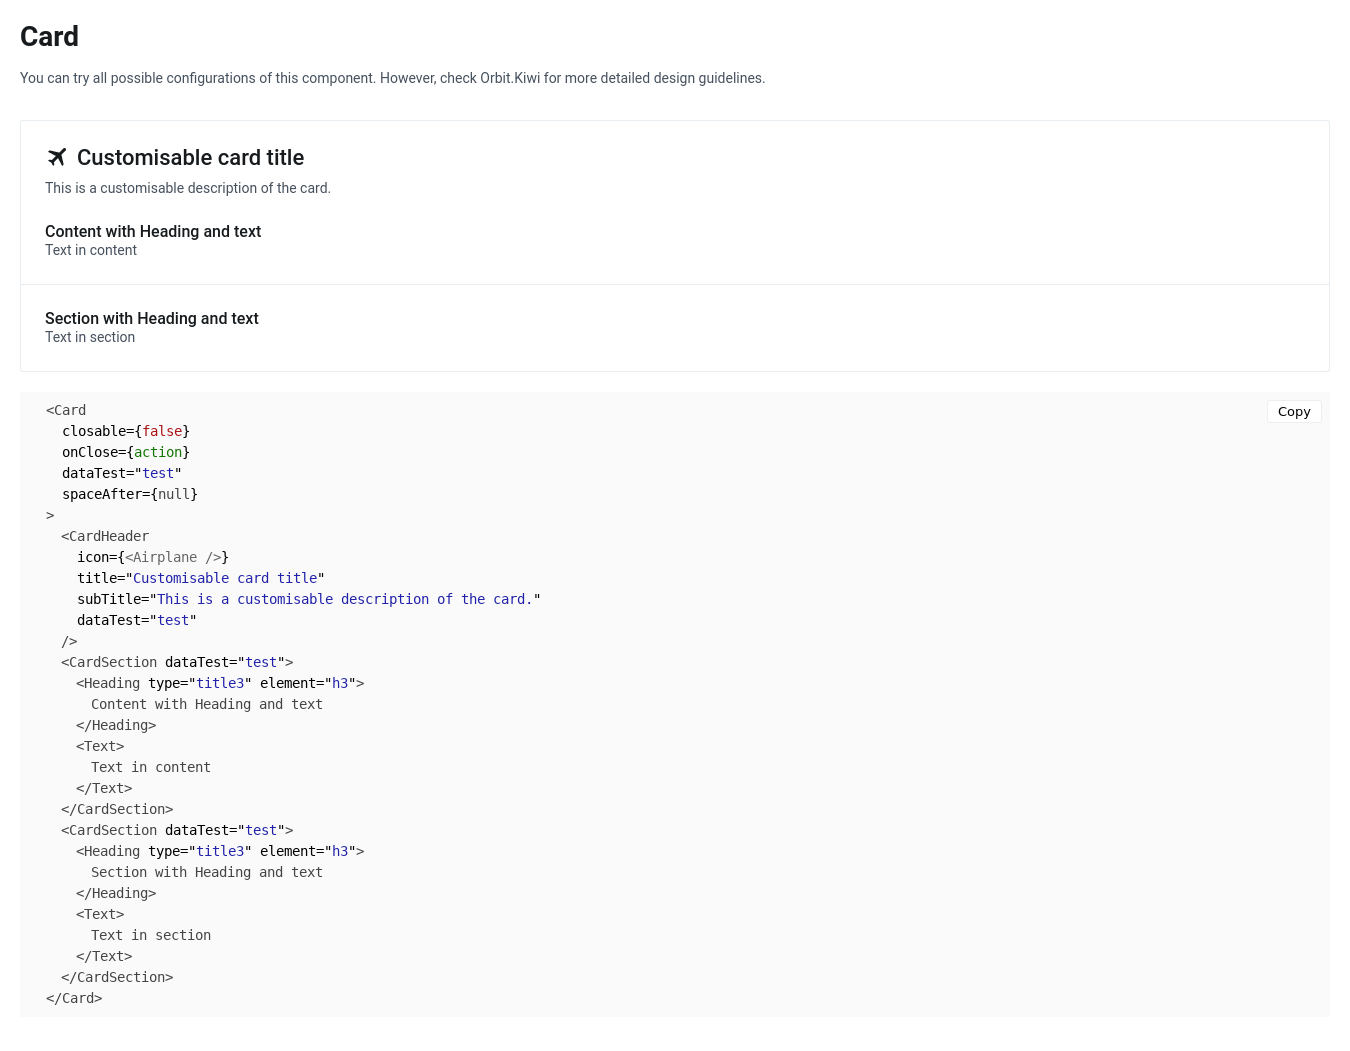 Card
You can try all possible configurations of this component. However, check Orbit.Kiwi for more detailed design guidelines.
Customisable card title
This is a customisable description of the card.
Content with Heading and text
Text in content
Section with Heading and text
Text in section
Copy
<Card
  closable={false}
  onClose={action}
  dataTest="test"
  spaceAfter={null}
>
  <CardHeader
    icon={<Airplane />}
    title="Customisable card title"
    subTitle="This is a customisable description of the card."
    dataTest="test"
  />
  <CardSection dataTest="test">
    <Heading type="title3" element="h3">
      Content with Heading and text
    </Heading>
    <Text>
      Text in content
    </Text>
  </CardSection>
  <CardSection dataTest="test">
    <Heading type="title3" element="h3">
      Section with Heading and text
    </Heading>
    <Text>
      Text in section
    </Text>
  </CardSection>
</Card>